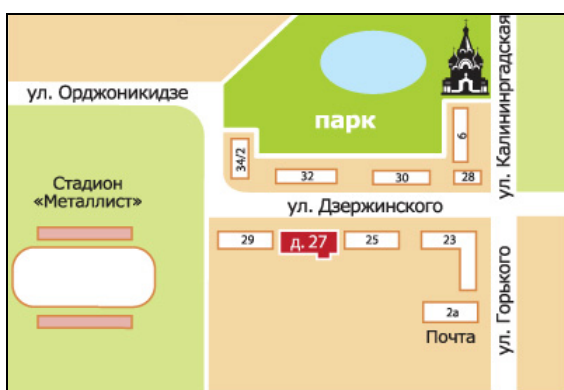 ул. Орджоникидзе
парк
ул. Калинингадская
34/2
32
30
6
28
Стадион
«Металлист»
ул. Дзержинского
29
д. 27
25
23
2а
Почта
ул. Горького